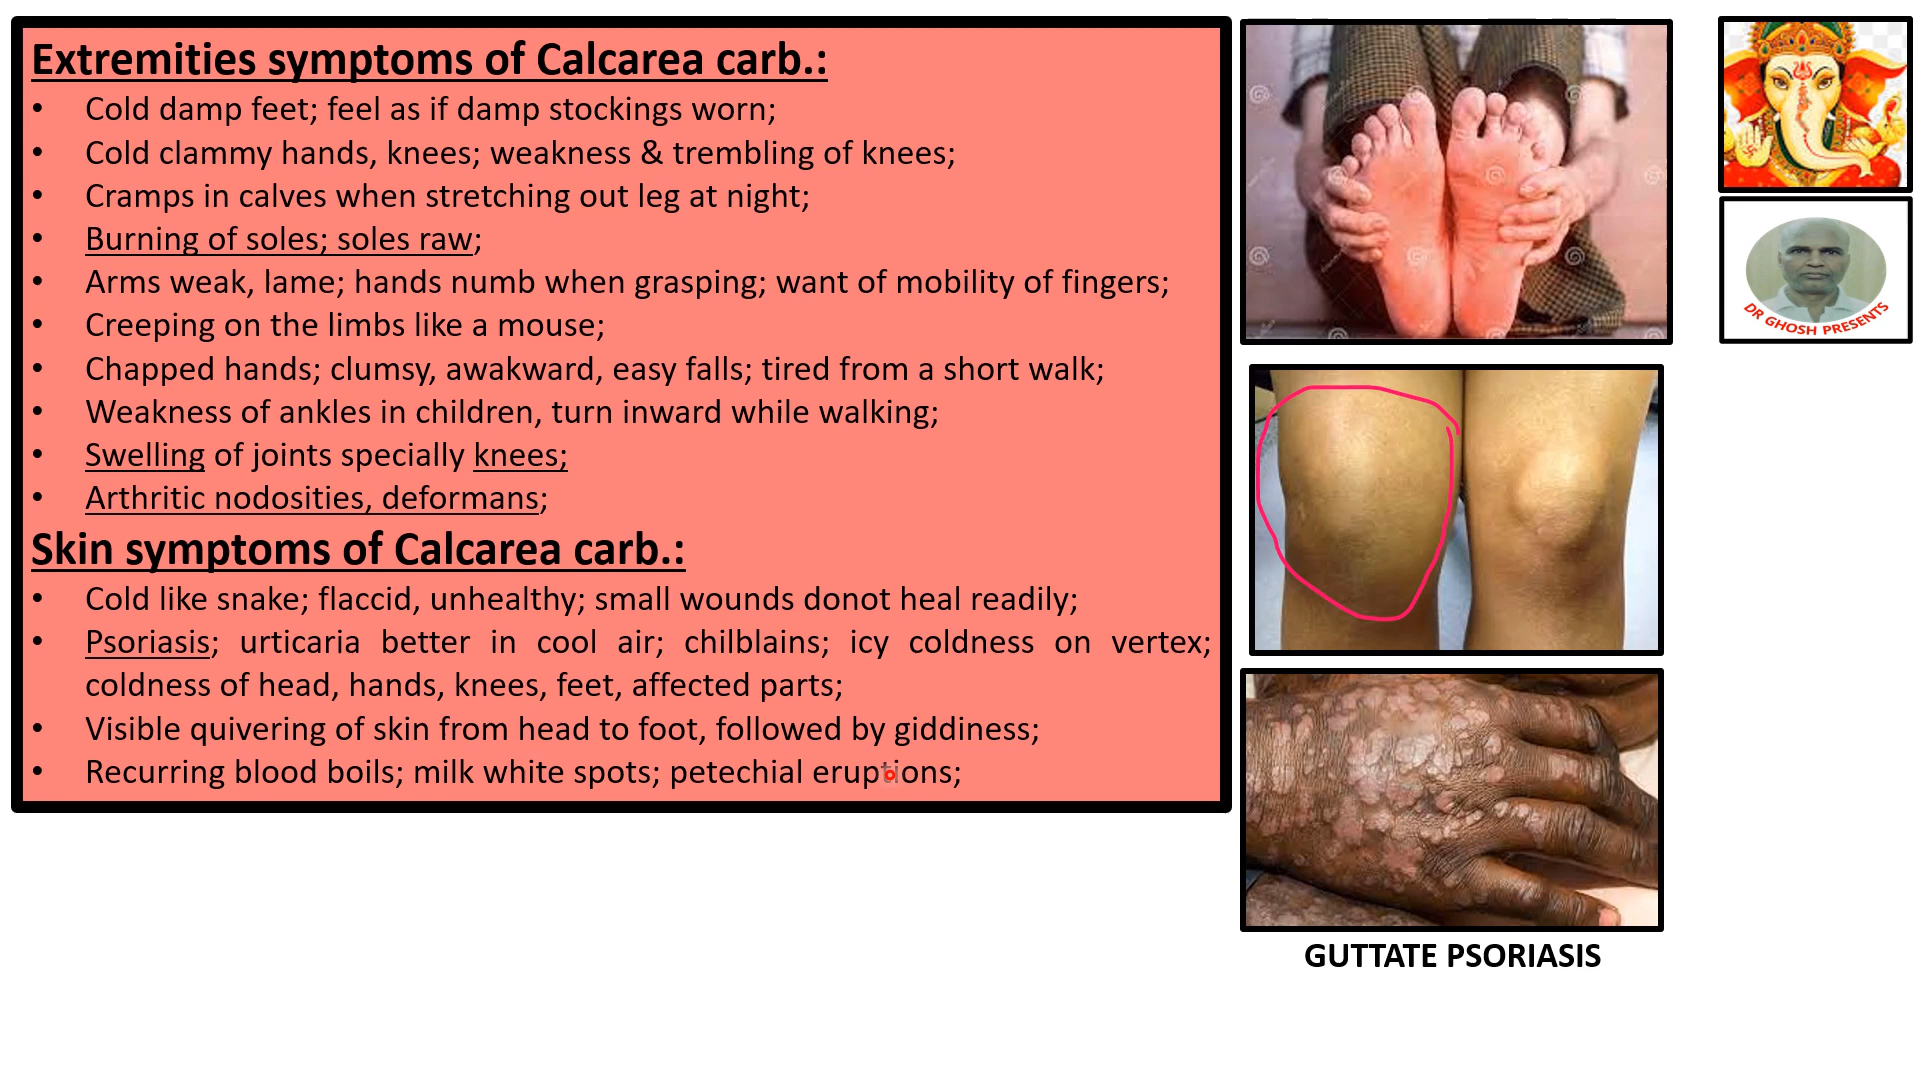 Extremities symptoms of Calcarea carb.:
• Cold damp feet; feel as if damp stockings worn;
• Cold clammy hands, knees; weakness & trembling of knees;
• Cramps in calves when stretching out leg at night;
• Burning of soles; soles raw;
• Arms weak, lame; hands numb when grasping; want of mobility of fingers;
• Creeping on the limbs like a mouse;
• Chapped hands; clumsy, awakward, easy falls; tired from a short walk;
• Weakness of ankles in children, turn inward while walking;
• Swelling of joints specially knees;
• Arthritic nodosities, deformans;
Skin symptoms of Calcarea carb.:
• Cold like snake; flaccid, unhealthy; small wounds donot heal readily;
• Psoriasis; urticaria better in cool air; chilblains; icy coldness on vertex;
coldness of head, hands, knees, feet, affected parts;
• Visible quivering of skin from head to foot, followed by giddiness;
• Recurring blood boils; milk white spots; petechial eruptions;
DR GHOSH PRESENTS
GUTTATE PSORIASIS